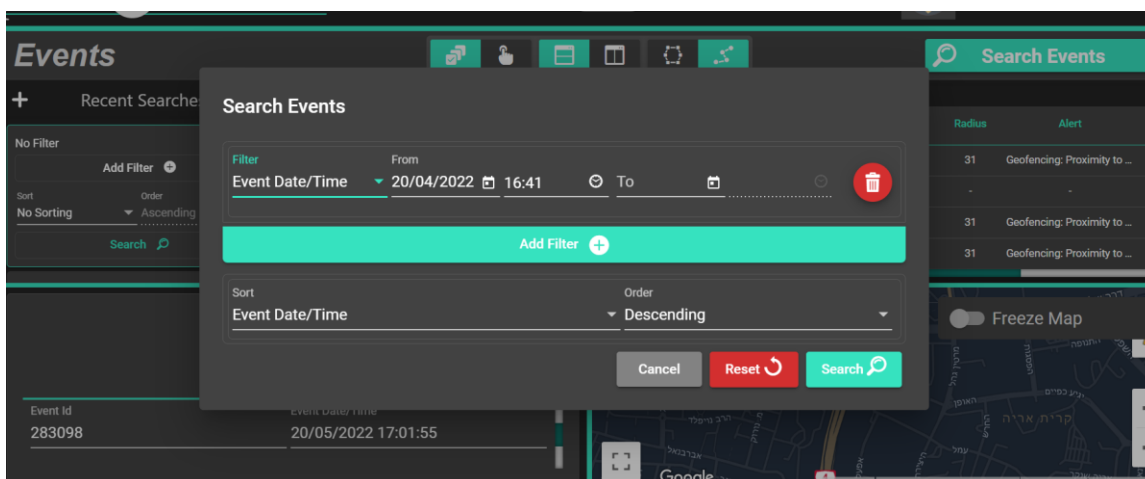 Events
Search Events
Recent Searche
No Filter
Add Filter
Sort Order
No Sorting Ascending
Search
Search Events
Filter From
Event Date/Time 20/04/2022 16:41 To
Add Filter
Sort Order
Event Date/Time Descending
Cancel Reset Search
Radius Alert
31 Geofencing: Proximity to ...
- -
31 Geofencing: Proximity to ...
31 Geofencing: Proximity to ...
Freeze Map
Event Id Event Date/Time
283098 20/05/2022 17:01:55
קרית אריה
אברבנאל
Google